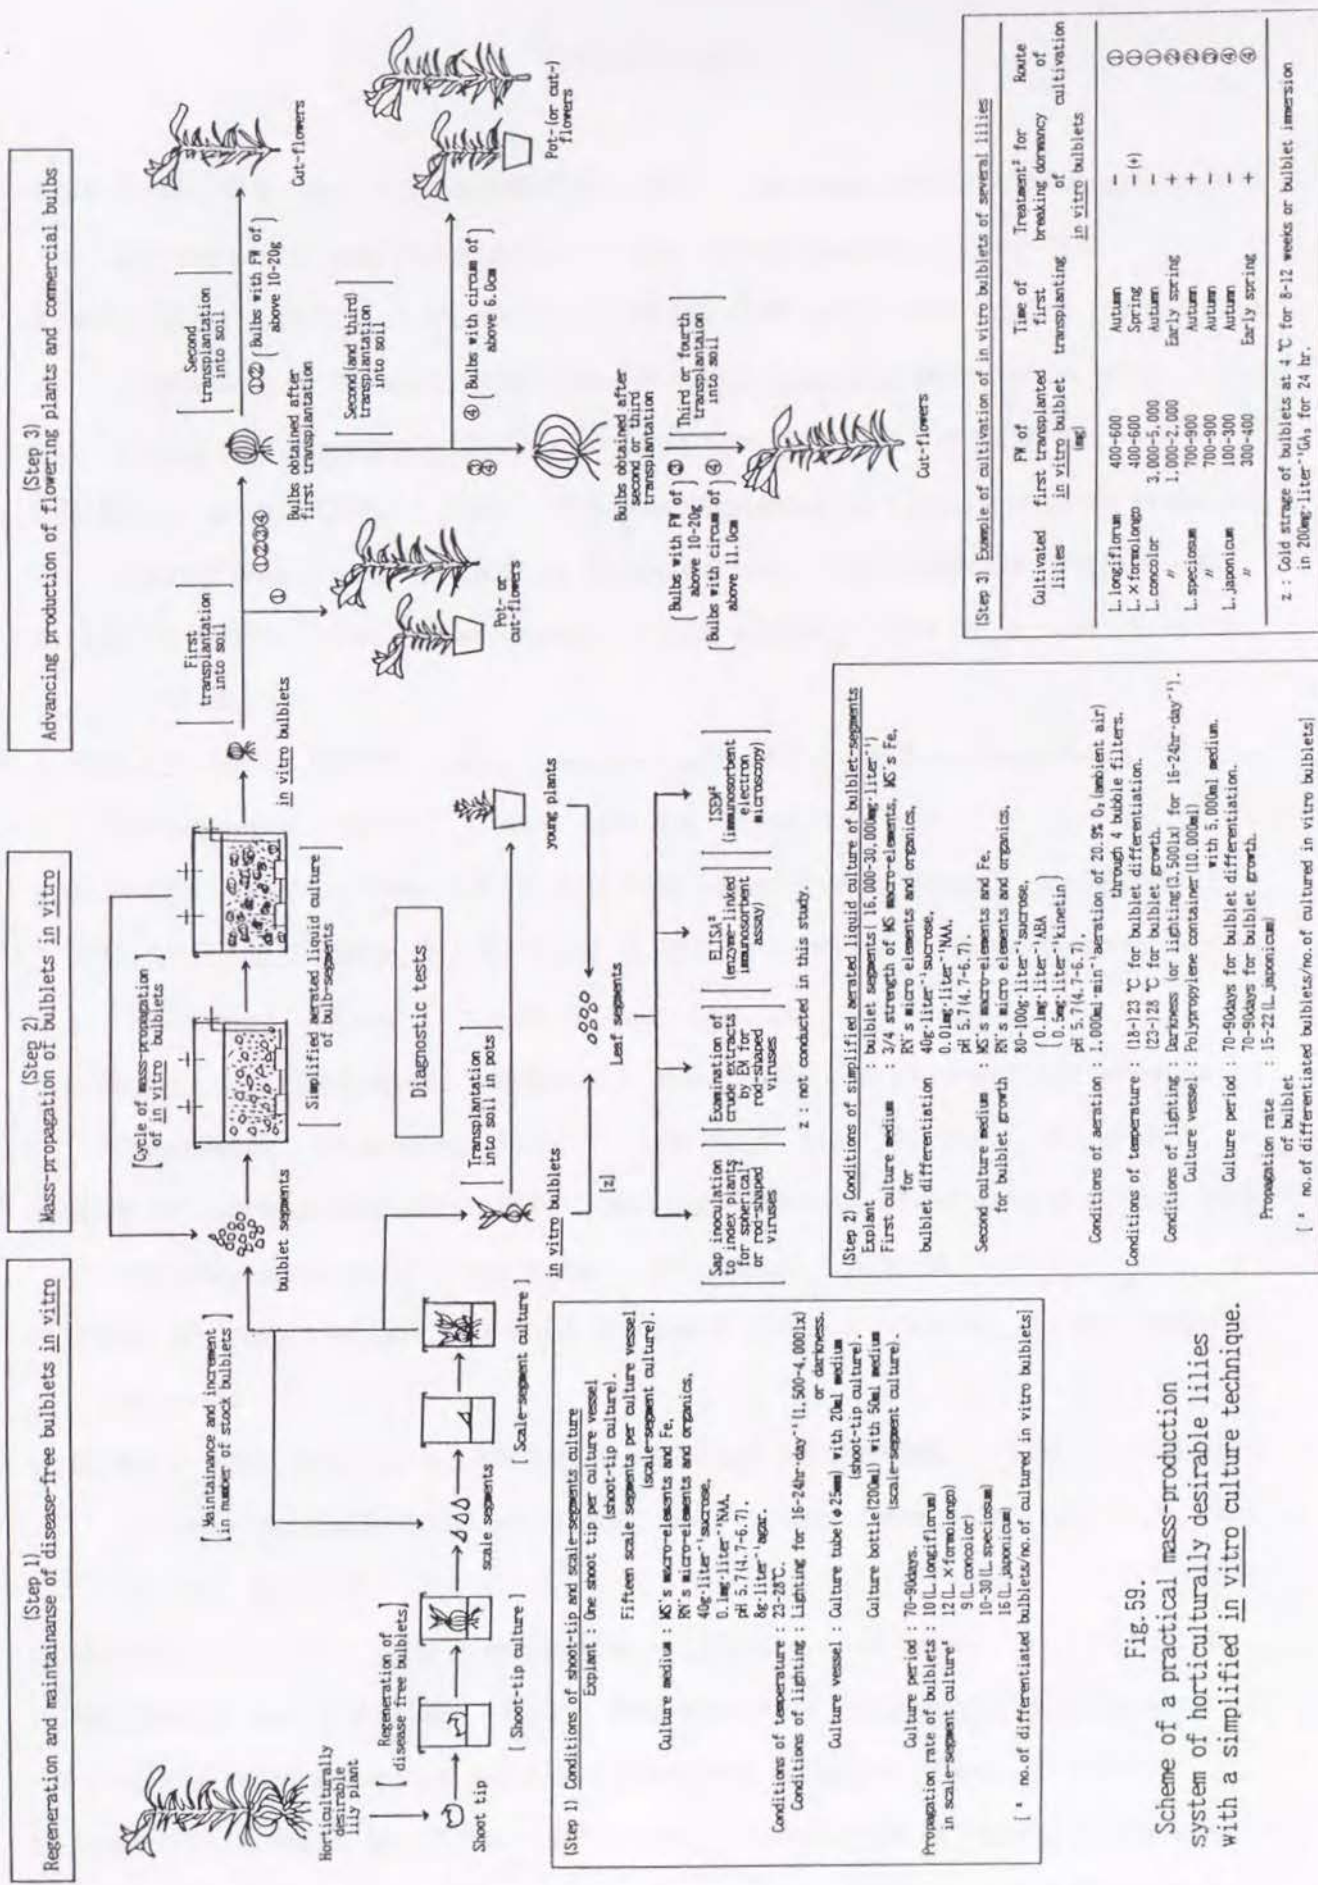 (Step 1)
Regeneration and maintainanse of disease-free bulblets in vitro
(Step 2)
Mass-propagation of bulblets in vitro
(Step 3)
Advancing production of flowering plants and commercial bulbs
Horticulturally
desirable
lily plant
Shoot tip
[Regeneration of
disease free bulblets]
[Shoot-tip culture]
scale segments
[Scale-segment culture]
[Maintainance and increment
in number of stock bulblets]
bulblet segments
[Cycle of mass-propagation
of in vitro bulblets]
[Simplified aerated liquid culture
of bulb-segments]
in vitro bulblets
Diagnostic tests
in vitro bulblets
[Transplantation
into soil in pots]
young plants
[z]
Leaf segments
[Sap inoculation
to index plants
for spherical z
or rod-shaped
viruses]
[Examination of
crude extracts
by EM for
rod-shaped
viruses]
[ELISA z
(enzyme-linked
immunosorbent
assay)]
[ISEM z
(immunosorbent
electron
microscopy)]
z : not conducted in this study.
[First
transplantation
into soil]
①②③④
①
Pot- or
cut-flowers
Bulbs obtained after
first transplantation
[Second
transplantation
into soil]
①② (Bulbs with FW of
above 10-20g)
Cut-flowers
[Second(and third)
transplantation
into soil]
④ (Bulbs with circum of
above 6.0cm)
Pot-(or cut-)
flowers
③
④
Bulbs obtained after
second or third
transplantation
(Bulbs with FW of
above 10-20g) ③
(Bulbs with circum of
above 11.0cm) ④
[Third or fourth
transplantaion
into soil]
Cut-flowers
(Step 1) Conditions of shoot-tip and scale-segments culture
Explant : One shoot tip per culture vessel
(shoot-tip culture).
Fifteen scale segments per culture vessel
(scale-segment culture).
Culture medium : MS's macro-elements and Fe,
RN's micro-elements and organics,
40g·liter⁻¹sucrose,
0.1mg·liter⁻¹NAA,
pH 5.7(4.7-6.7).
8g·liter⁻¹agar.
Conditions of temperature : 23-28℃.
Conditions of lighting : Lighting for 16-24hr·day⁻¹(1,500-4,000lx)
or darkness.
Culture vessel : Culture tube(φ25mm) with 20ml medium
(shoot-tip culture).
Culture bottle(200ml) with 50ml medium
(scale-segment culture).
Culture period : 70-90days.
Propagation rate of bulblets : 10(L. longiflorum)
in scale-segment culture* 12(L. × formolongo)
9(L. concolor)
10-30(L. speciosum)
16(L. japonicum)
[* no.of differentiated bulblets/no.of cultured in vitro bulblets]
(Step 2) Conditions of simplified aerated liquid culture of bulblet-segments
Explant : bulblet segments(16,000-30,000mg·liter⁻¹)
First culture medium : 3/4 strength of MS macro-elements, MS's Fe,
for RN's micro elements and organics,
bulblet differentiation 40g·liter⁻¹sucrose,
0.01mg·liter⁻¹NAA,
pH 5.7(4.7-6.7).
Second culture medium : MS's macro-elements and Fe,
for bulblet growth RN's micro elements and organics,
80-100g·liter⁻¹sucrose,
(0.1mg·liter⁻¹ABA
0.5mg·liter⁻¹kinetin)
pH 5.7(4.7-6.7),
Conditions of aeration : 1,000ml·min⁻¹aeration of 20.9% O₂(ambient air)
through 4 bubble filters.
Conditions of temperature : (18-123 ℃ for bulblet differentiation.
(23-128 ℃ for bulblet growth.
Conditions of lighting : Darkness (or lighting(3,500lx) for 16-24hr·day⁻¹).
Culture vessel : Polypropylene container(10,000ml)
with 5,000ml medium.
Culture period : 70-90days for bulblet differentiation.
70-90days for bulblet growth.
Propagation rate : 15-22(L. japonicum)
of bulblet
[* no.of differentiated bulblets/no.of cultured in vitro bulblets]
(Step 3) Example of cultivation of in vitro bulblets of several lilies
Cultivated FW of Time of Treatment z for Route
lilies first transplanted first breaking dormancy of
in vitro bulblet transplanting of cultivation
(mg) in vitro bulblets
L. longiflorum 400-600 Autumn - ①
L. × formolongo 400-600 Spring -(+) ①
L. concolor 3,000-5,000 Autumn - ①
〃 1,000-2,000 Early spring + ②
L. speciosum 700-900 Autumn + ②
〃 700-900 Autumn - ③
L. japonicum 100-300 Autumn - ④
〃 300-400 Early spring + ④
z : Cold strage of bulblets at 4 ℃ for 8-12 weeks or bulblet immersion
in 200mg·liter⁻¹GA₃ for 24 hr.
Fig.59.
Scheme of a practical mass-production
system of horticulturally desirable lilies
with a simplified in vitro culture technique.